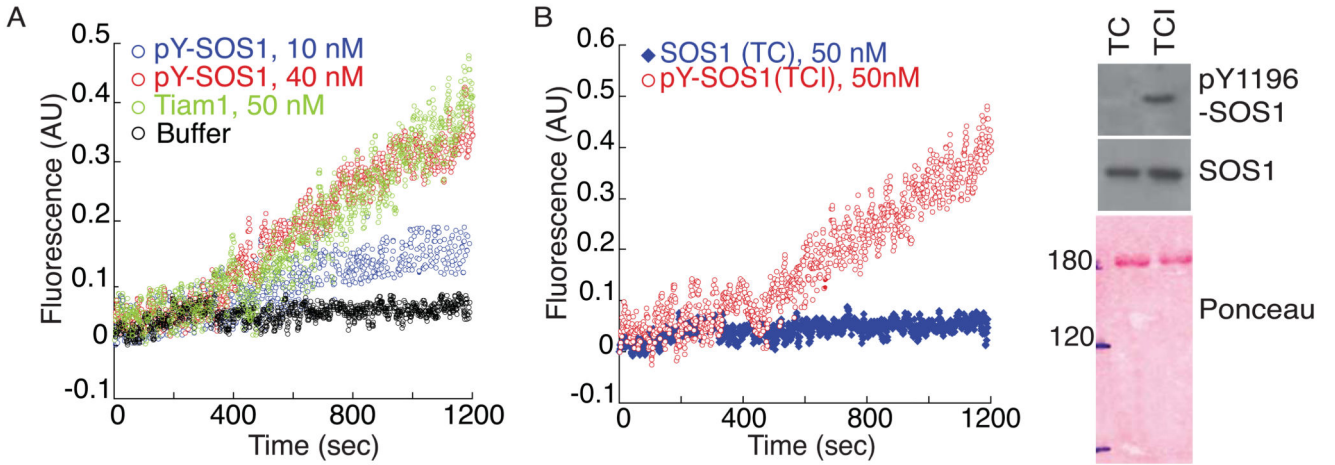 A
Fluorescence (AU)
0.5
0.4
0.3
0.2
0.1
0
-0.1
pY-SOS1, 10 nM
pY-SOS1, 40 nM
Tiam1, 50 nM
Buffer
0 400 800 1200
Time (sec)
B
Fluorescence (AU)
0.6
0.5
0.4
0.3
0.2
0.1
0
-0.1
SOS1 (TC), 50 nM
pY-SOS1(TCI), 50nM
0 400 800 1200
Time (sec)
TC TCI
pY1196
-SOS1
SOS1
180
120
Ponceau